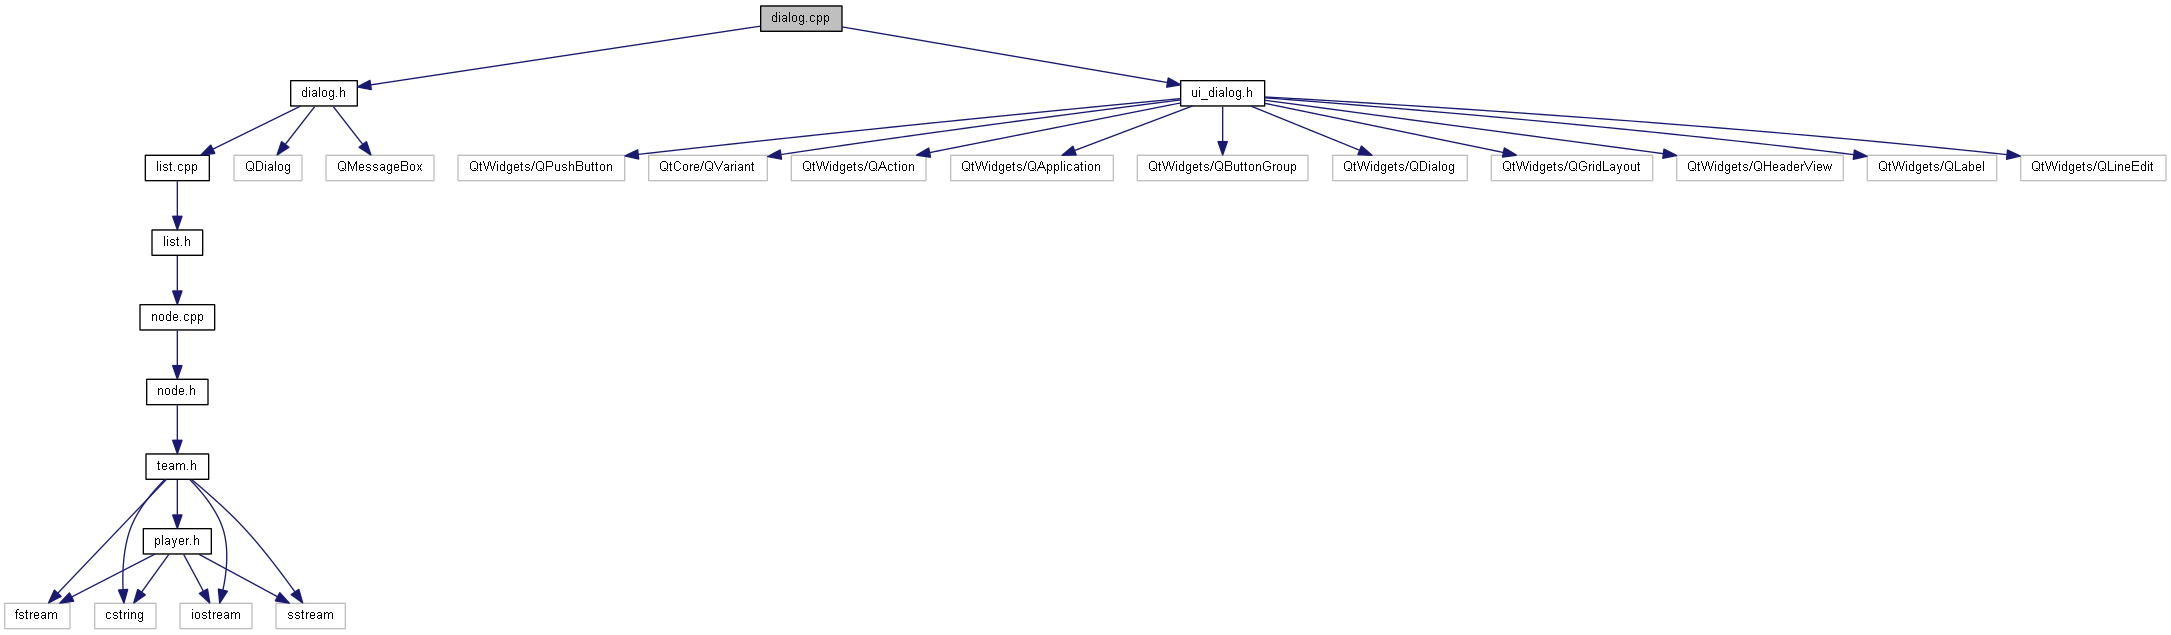 dialog.cpp
dialog.h
ui_dialog.h
list.cpp
QDialog
QMessageBox
QtWidgets/QPushButton
QtCore/QVariant
QtWidgets/QAction
QtWidgets/QApplication
QtWidgets/QButtonGroup
QtWidgets/QDialog
QtWidgets/QGridLayout
QtWidgets/QHeaderView
QtWidgets/QLabel
QtWidgets/QLineEdit
list.h
node.cpp
node.h
team.h
player.h
fstream
cstring
iostream
sstream